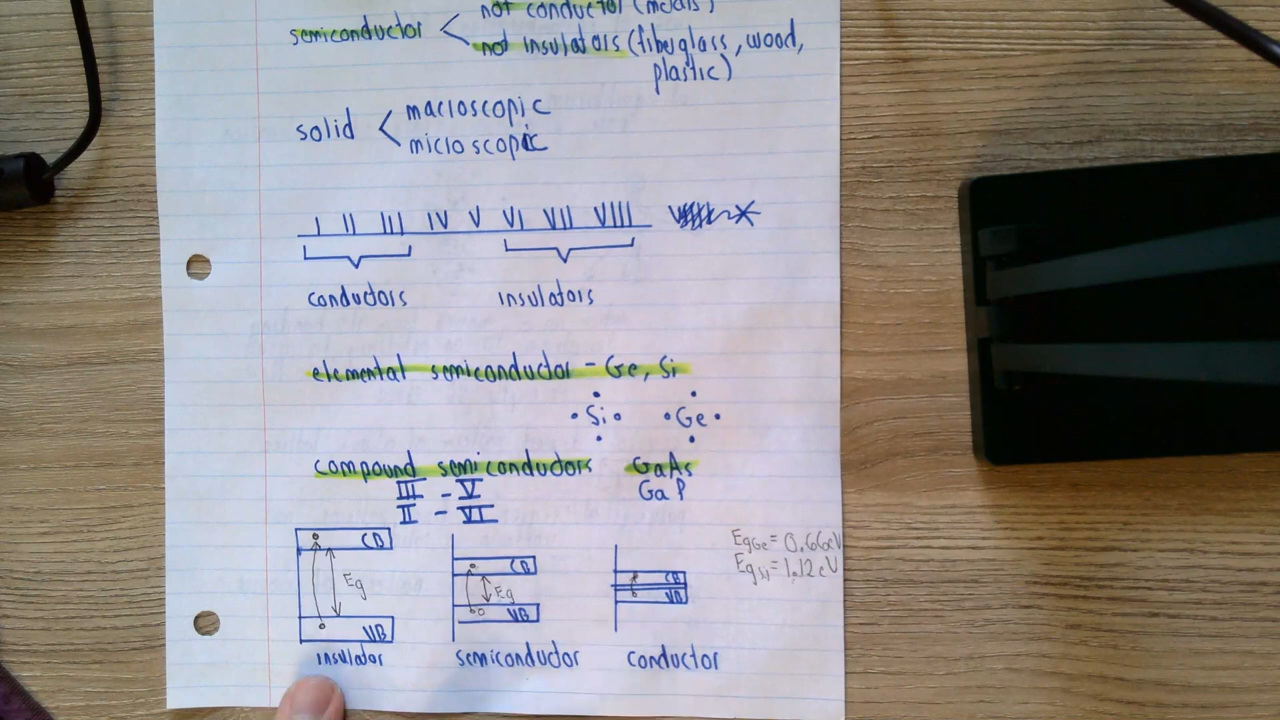 not conductor (metals)
semiconductor
not insulators (fiberglass, wood,
plastic)
macroscopic
solid
microscopic
I II III IV V VI VII VIII
conductors insulators
elemental semiconductor - Ge, Si
Si Ge
compound semiconductors GaAs
III - V GaP
II - VI
CB CB CB
Eg Eg
VB VB VB
EgGe = 0.66eV
EgSi = 1.12eV
insulator semiconductor conductor